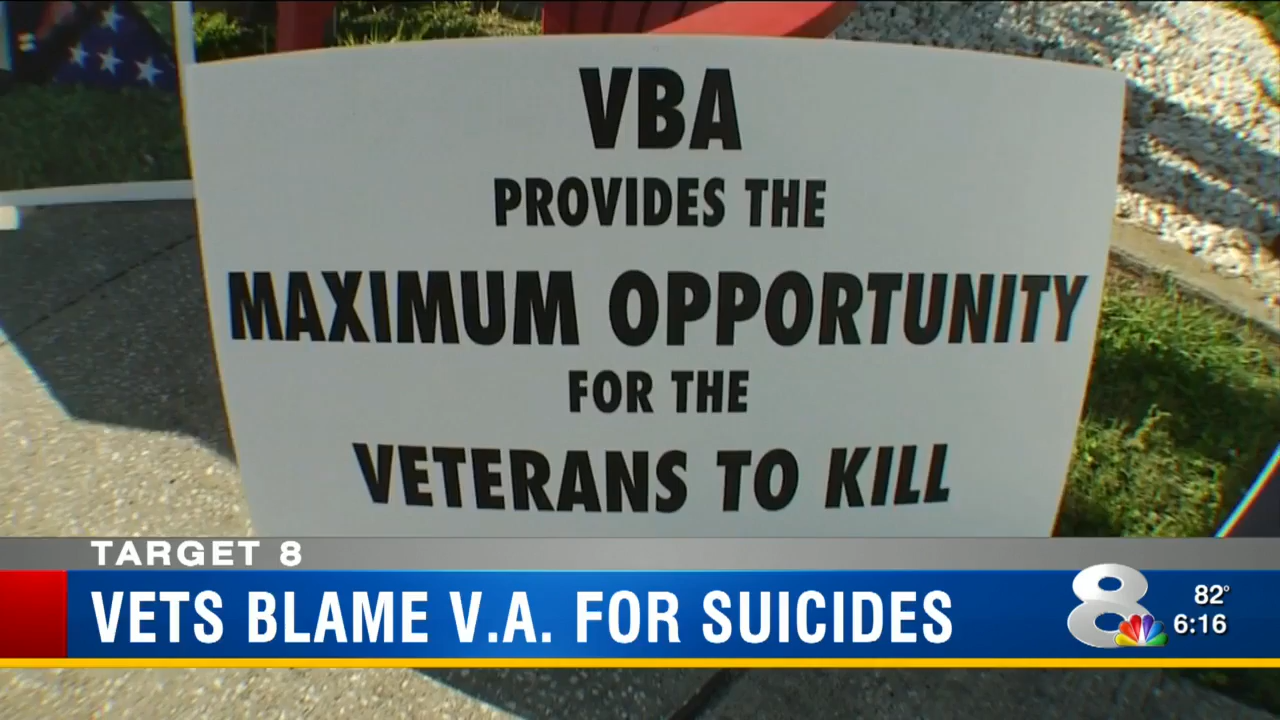 VBA
PROVIDES THE
MAXIMUM OPPORTUNITY
FOR THE
VETERANS TO KILL
TARGET 8
VETS BLAME V.A. FOR SUICIDES
8
82°
6:16